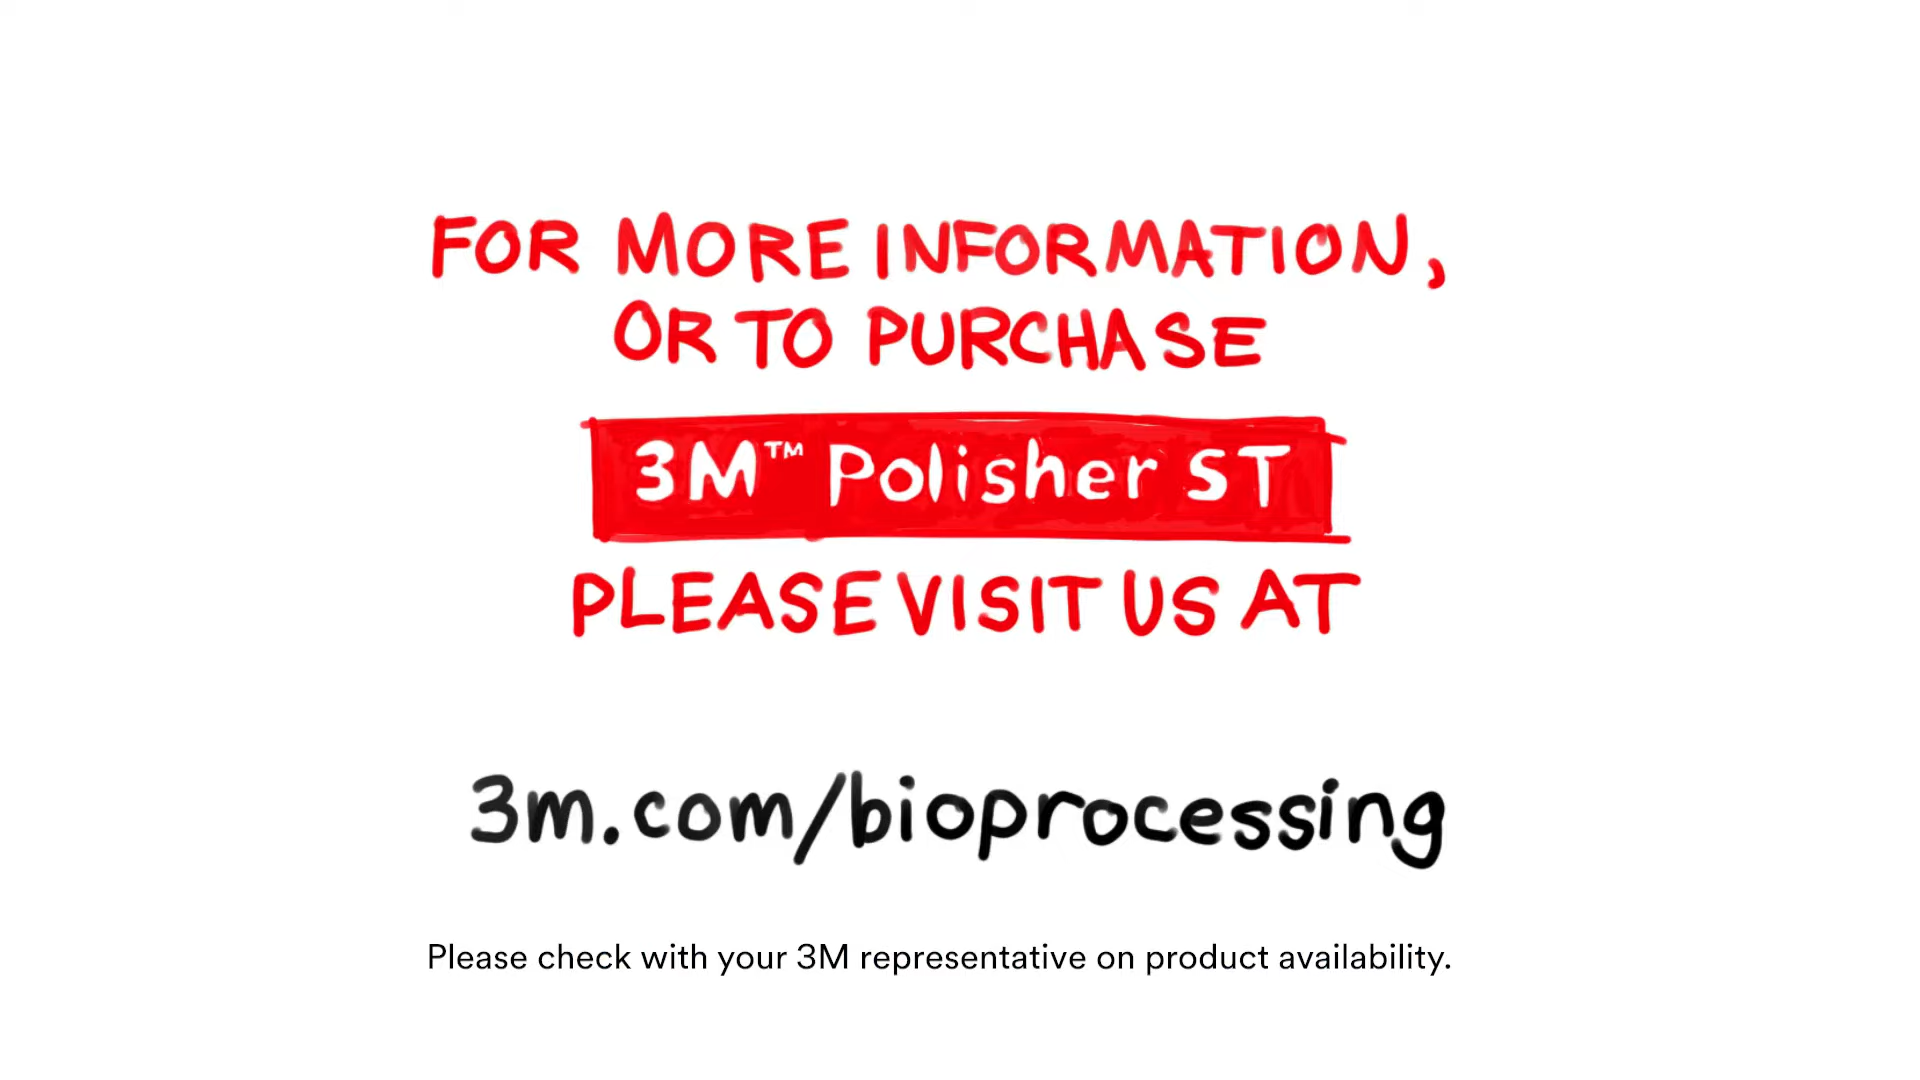 FOR MORE INFORMATION,
OR TO PURCHASE
3M™ Polisher ST
PLEASE VISIT US AT
3m.com/bioprocessing
Please check with your 3M representative on product availability.